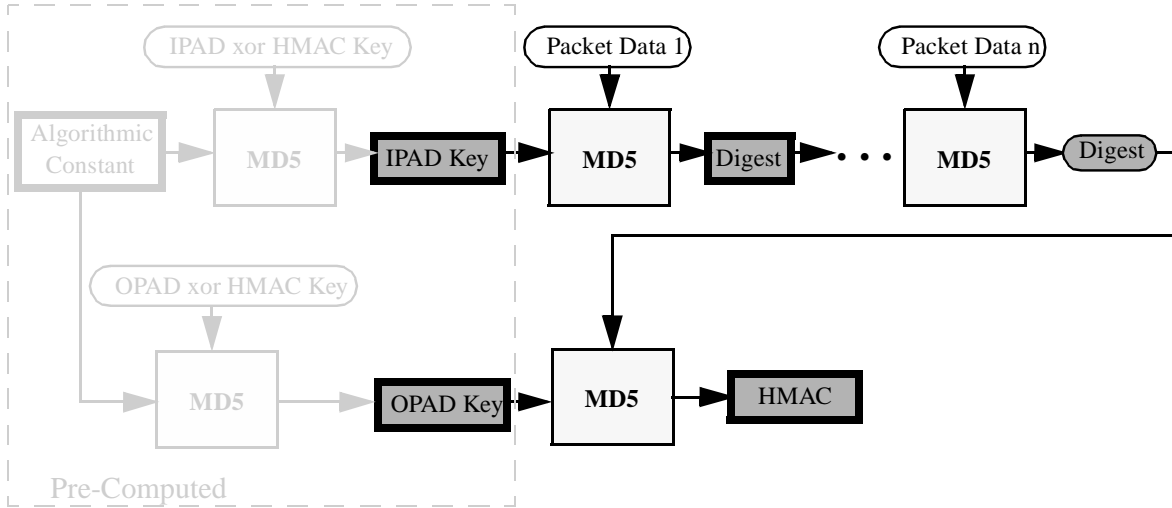 IPAD xor HMAC Key
Packet Data 1
Packet Data n
Algorithmic
Constant
MD5
IPAD Key
MD5
Digest
• • •
MD5
Digest
OPAD xor HMAC Key
MD5
OPAD Key
MD5
HMAC
Pre-Computed